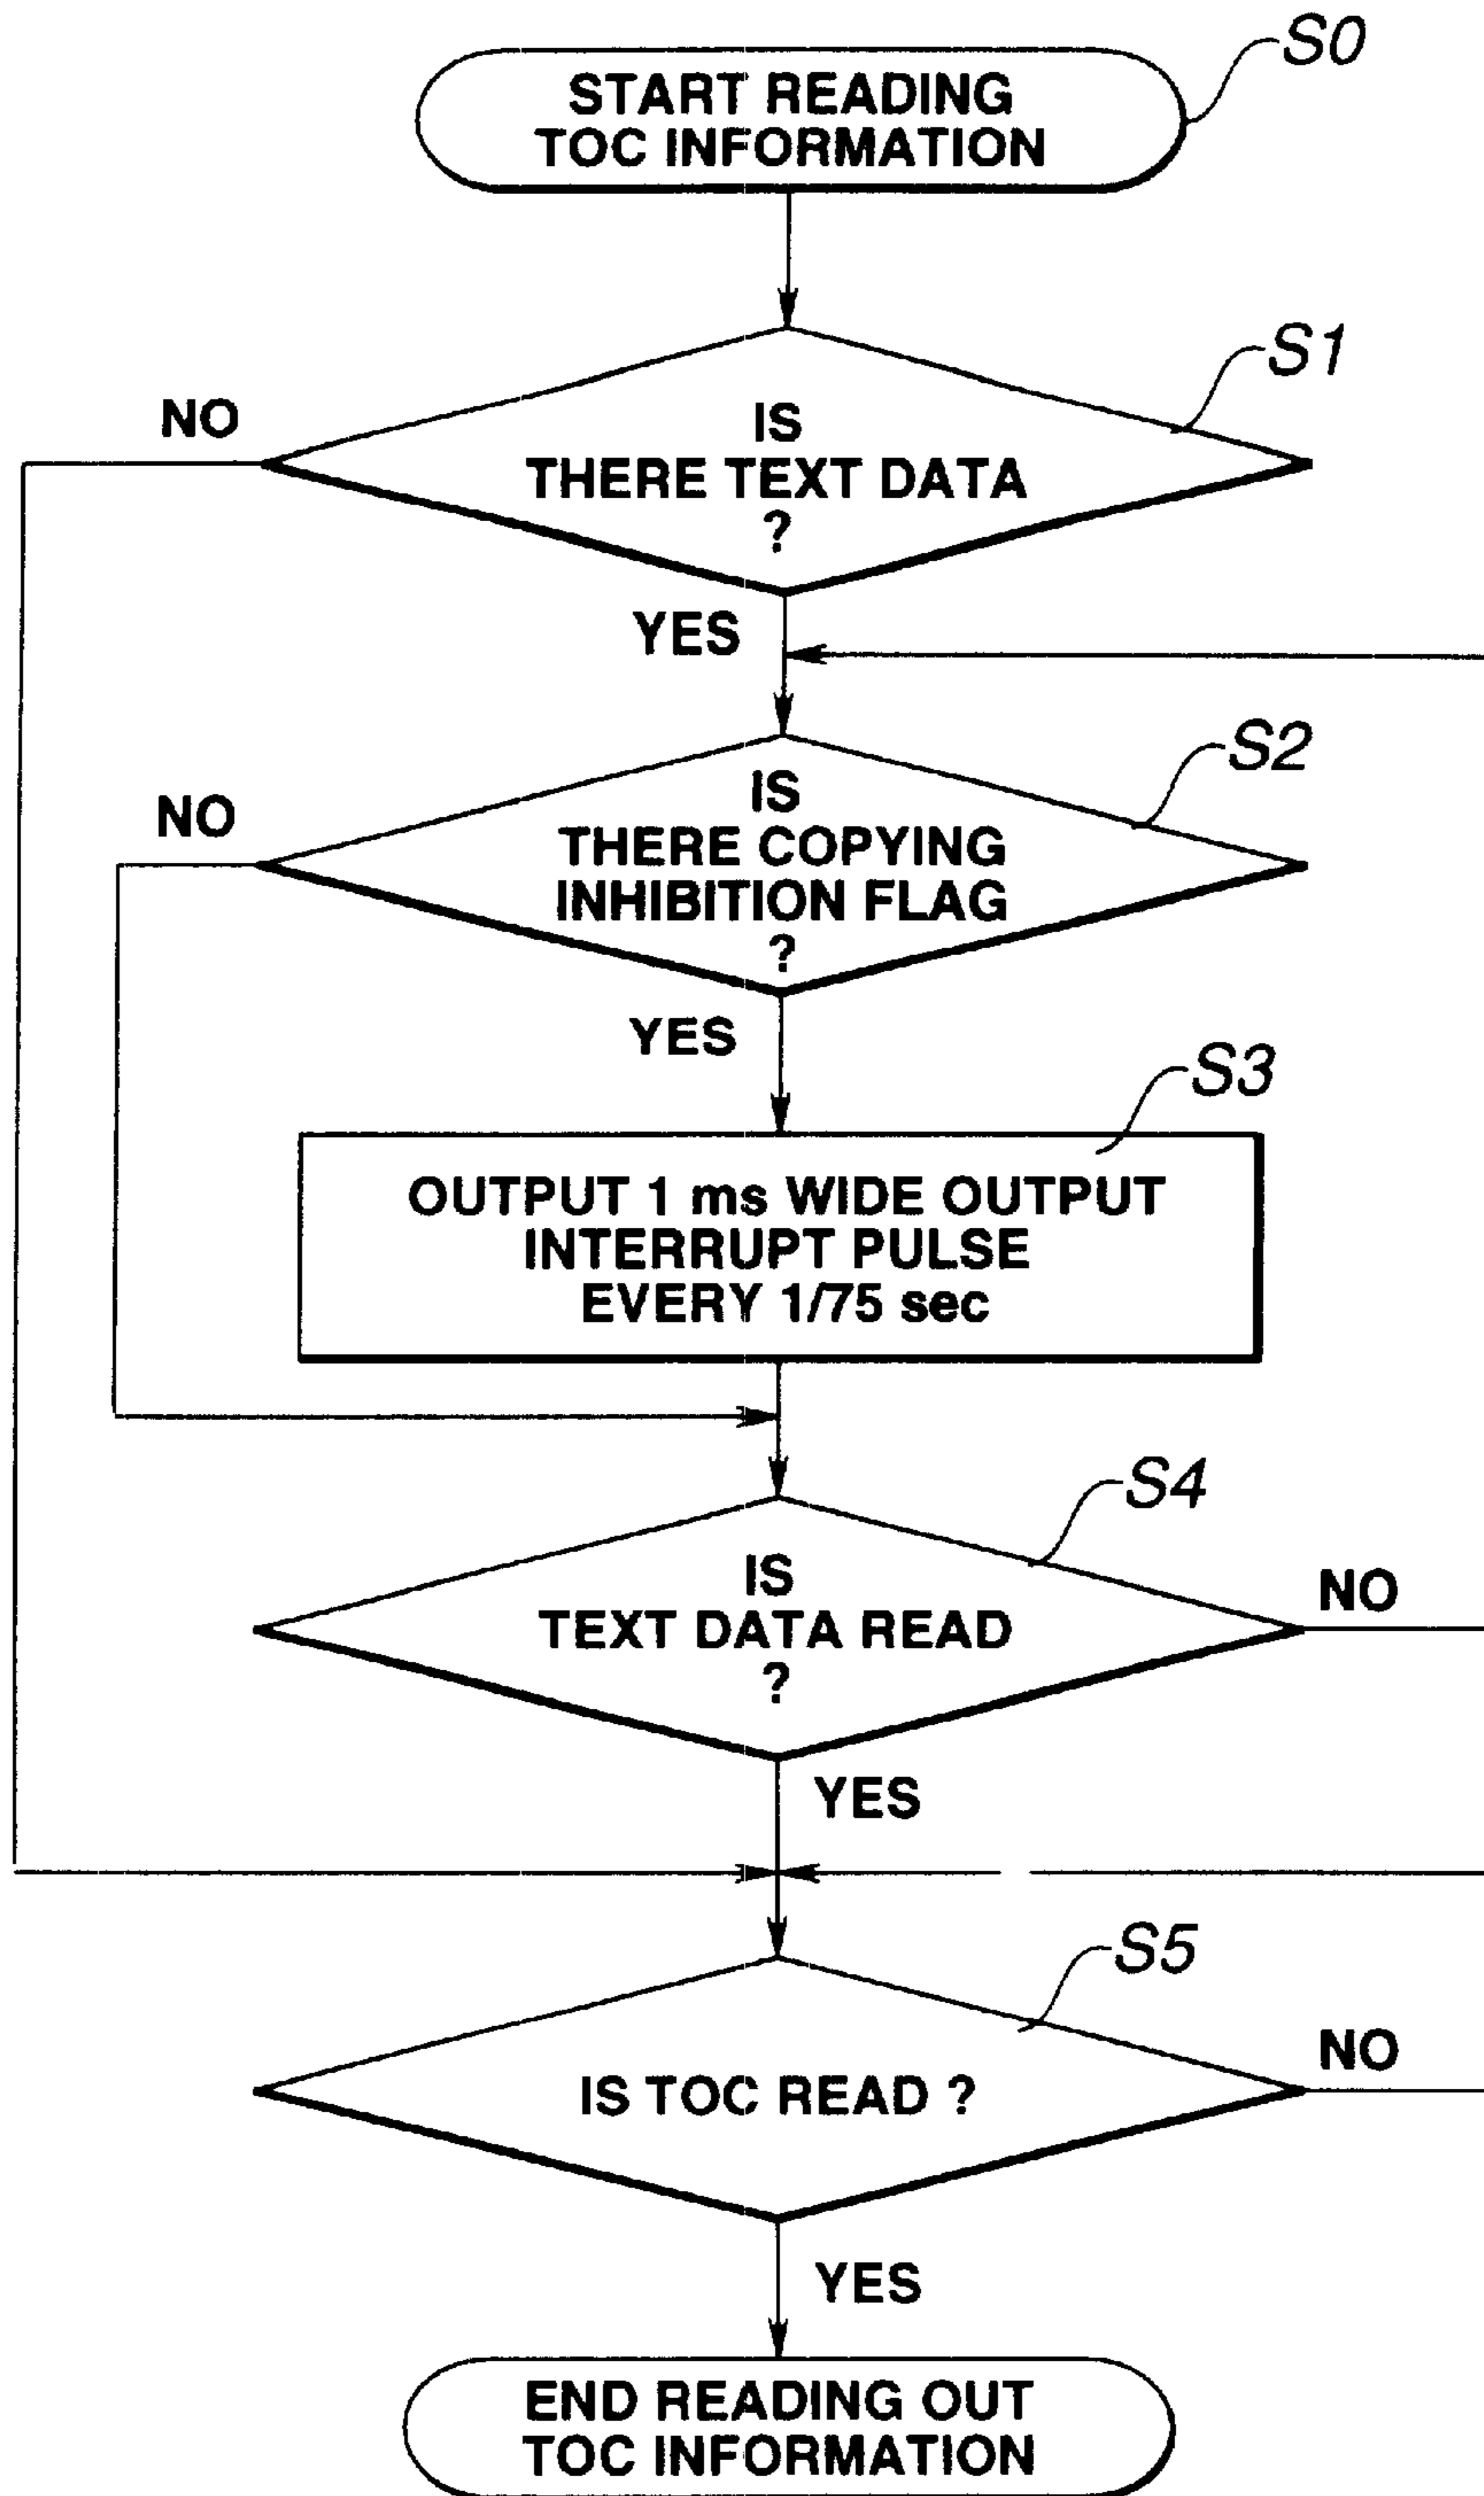 S0
START READING
TOC INFORMATION
S1
NO
IS
THERE TEXT DATA
?
YES
S2
NO
IS
THERE COPYING
INHIBITION FLAG
?
YES
S3
OUTPUT 1 ms WIDE OUTPUT
INTERRUPT PULSE
EVERY 1/75 sec
S4
IS
TEXT DATA READ
?
NO
YES
S5
IS TOC READ ?
NO
YES
END READING OUT
TOC INFORMATION